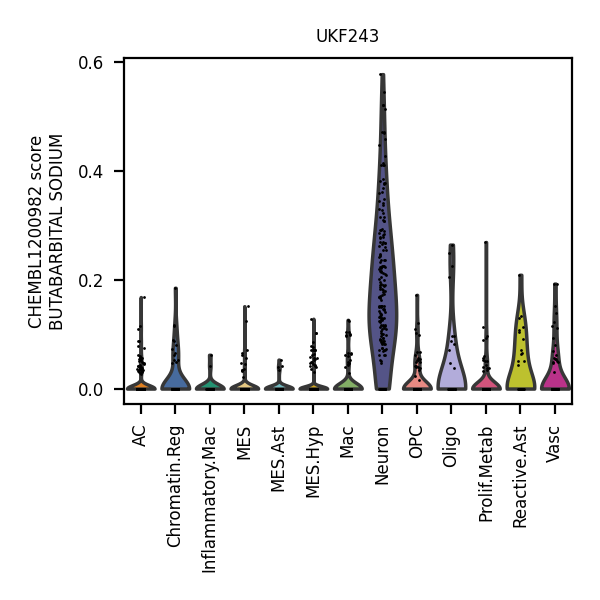 UKF243
CHEMBL1200982 score
BUTABARBITAL SODIUM
0.6
0.4
0.2
0.0
AC
Chromatin.Reg
Inflammatory.Mac
MES
MES.Ast
MES.Hyp
Mac
Neuron
OPC
Oligo
Prolif.Metab
Reactive.Ast
Vasc